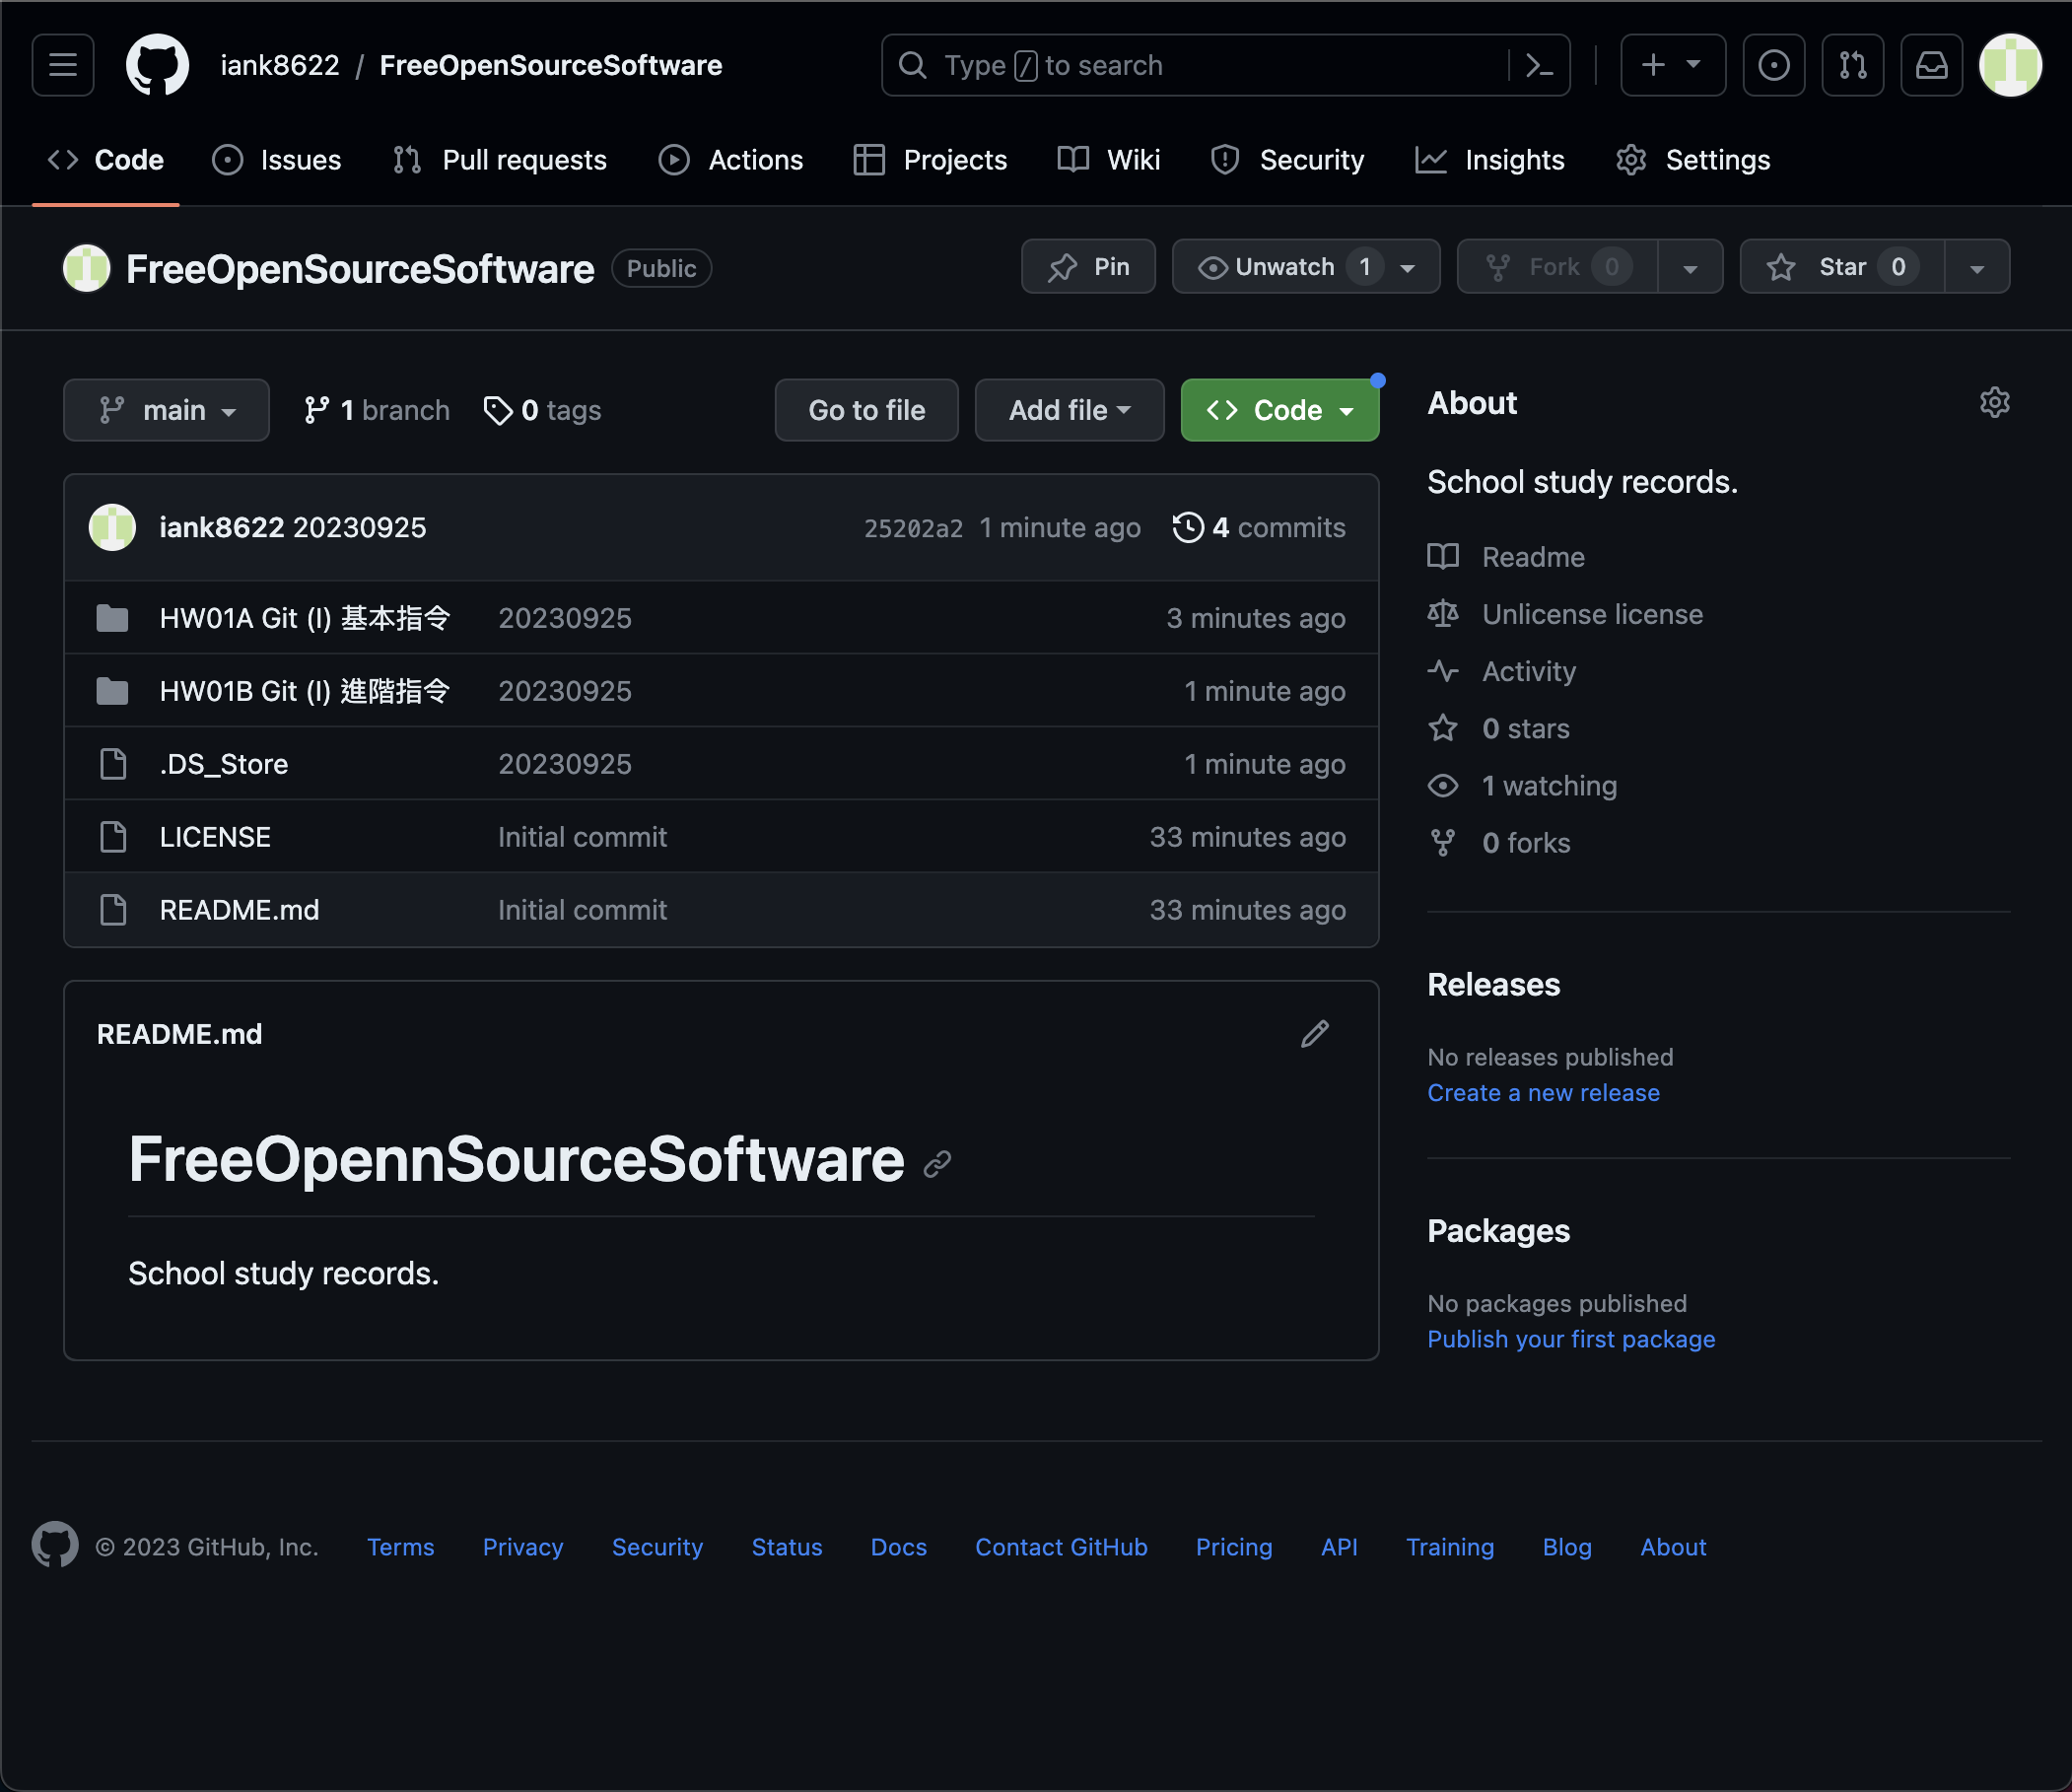 iank8622 / FreeOpenSourceSoftware
Type / to search
Code Issues Pull requests Actions Projects Wiki Security Insights Settings
FreeOpenSourceSoftware Public
Pin Unwatch 1 Fork 0 Star 0
main 1 branch 0 tags Go to file Add file Code
iank8622 20230925 25202a2 1 minute ago 4 commits
HW01A Git (I) 基本指令 20230925 3 minutes ago
HW01B Git (I) 進階指令 20230925 1 minute ago
.DS_Store 20230925 1 minute ago
LICENSE Initial commit 33 minutes ago
README.md Initial commit 33 minutes ago
README.md
FreeOpennSourceSoftware
School study records.
About
School study records.
Readme
Unlicense license
Activity
0 stars
1 watching
0 forks
Releases
No releases published
Create a new release
Packages
No packages published
Publish your first package
© 2023 GitHub, Inc. Terms Privacy Security Status Docs Contact GitHub Pricing API Training Blog About